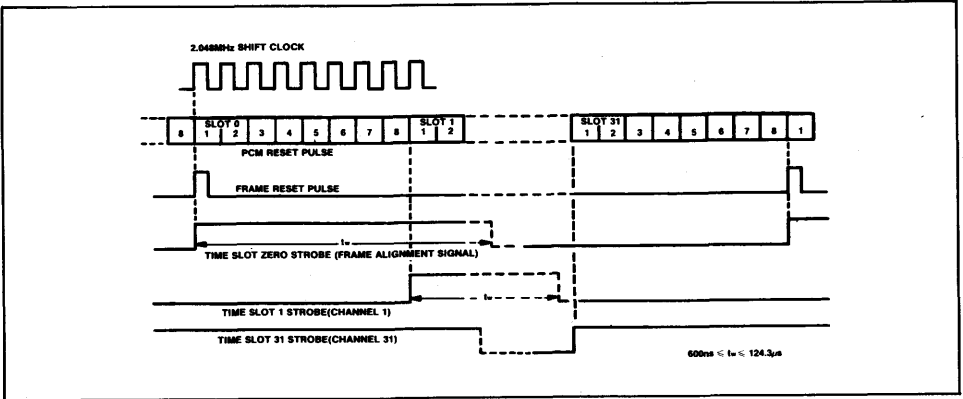 2.048MHz SHIFT CLOCK
8 SLOT 0 1 2 3 4 5 6 7 8 SLOT 1 1 2 SLOT 31 1 2 3 4 5 6 7 8 1
PCM RESET PULSE
FRAME RESET PULSE
tw
TIME SLOT ZERO STROBE (FRAME ALIGNMENT SIGNAL)
tw
TIME SLOT 1 STROBE(CHANNEL 1)
TIME SLOT 31 STROBE(CHANNEL 31)
600ns ≤ tw ≤ 124.3µs